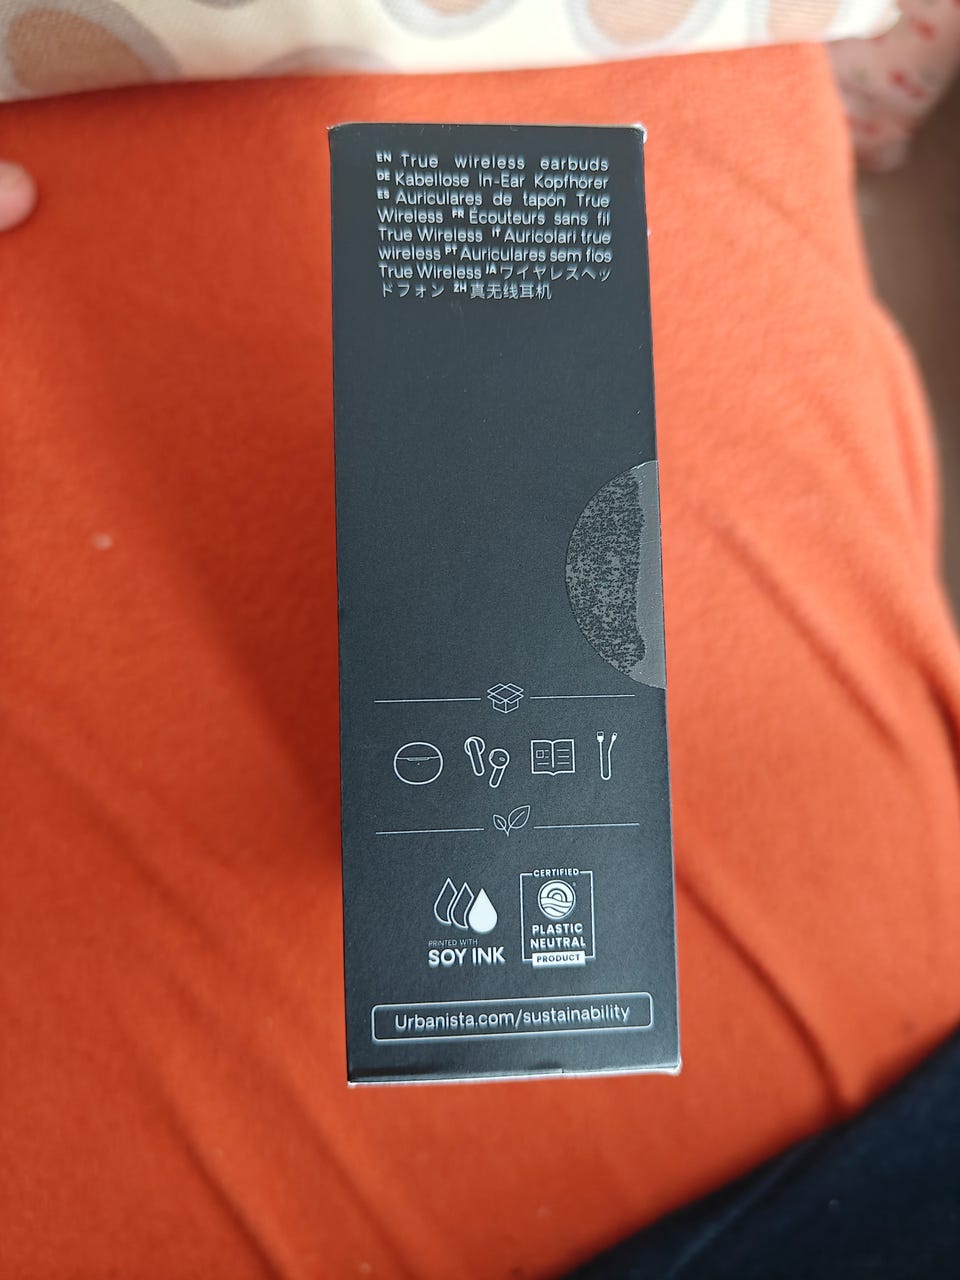 EN True wireless earbuds
DE Kabellose In-Ear Kopfhörer
ES Auriculares de tapón True
Wireless FR Écouteurs sans fil
True Wireless IT Auricolari true
wireless PT Auriculares sem fios
True Wireless JA ワイヤレスヘッ
ドフォン ZH 真无线耳机
PRINTED WITH
SOY INK
CERTIFIED
PLASTIC
NEUTRAL
PRODUCT
Urbanista.com/sustainability